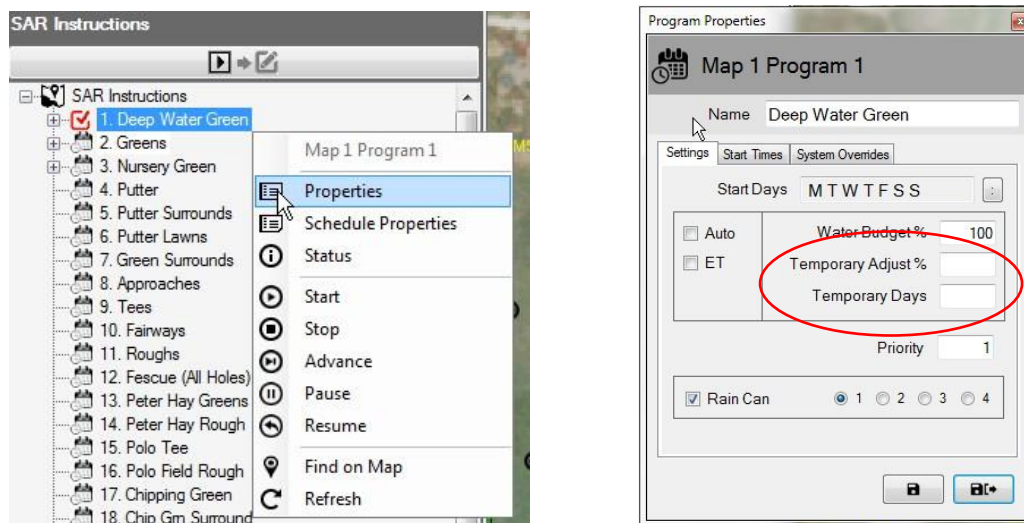 SAR Instructions
SAR Instructions
1. Deep Water Green
2. Greens
3. Nursery Green
4. Putter
5. Putter Surrounds
6. Putter Lawns
7. Green Surrounds
8. Approaches
9. Tees
10. Fairways
11. Roughs
12. Fescue (All Holes)
13. Peter Hay Greens
14. Peter Hay Rough
15. Polo Tee
16. Polo Field Rough
17. Chipping Green
18. Chip Grn Surround
Map 1 Program 1
Properties
Schedule Properties
Status
Start
Stop
Advance
Pause
Resume
Find on Map
Refresh
Program Properties
Map 1 Program 1
Name Deep Water Green
Settings Start Times System Overrides
Start Days M T W T F S S
Auto Water Budget % 100
ET Temporary Adjust %
Temporary Days
Priority 1
Rain Can 1 2 3 4